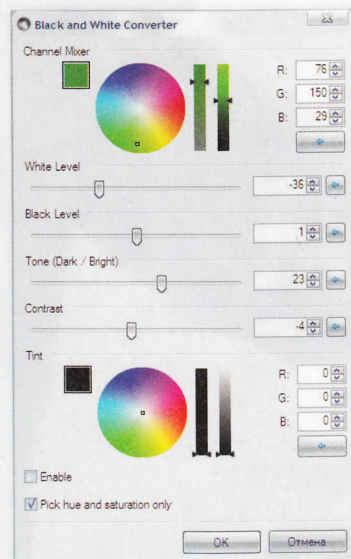 Black and White Converter
Channel Mixer
R: 76
G: 150
B: 29
White Level
-36
Black Level
1
Tone (Dark / Bright)
23
Contrast
-4
Tint
R: 0
G: 0
B: 0
Enable
Pick hue and saturation only
OK Отмена